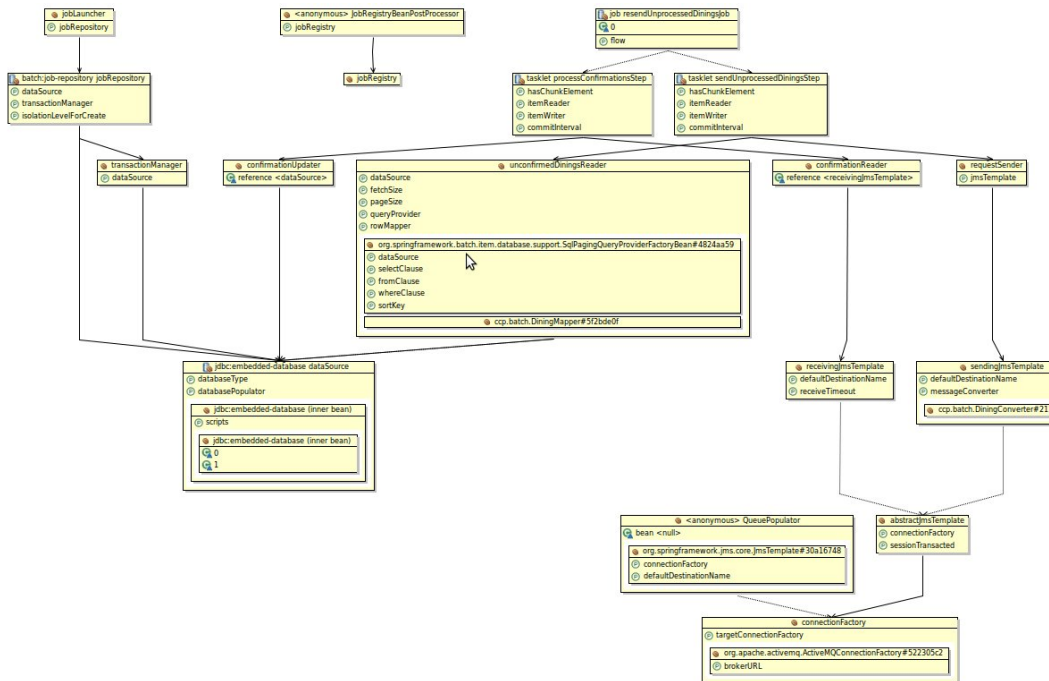 jobLauncher
jobRepository
<anonymous> JobRegistryBeanPostProcessor
jobRegistry
job resendUnprocessedDiningsJob
0
flow
batch:job-repository jobRepository
dataSource
transactionManager
isolationLevelForCreate
jobRegistry
tasklet processConfirmationsStep
hasChunkElement
itemReader
itemWriter
commitInterval
tasklet sendUnprocessedDiningsStep
hasChunkElement
itemReader
itemWriter
commitInterval
transactionManager
dataSource
confirmationUpdater
reference <dataSource>
unconfirmedDiningsReader
dataSource
fetchSize
pageSize
queryProvider
rowMapper
org.springframework.batch.item.database.support.SqlPagingQueryProviderFactoryBean#4824aa59
dataSource
selectClause
fromClause
whereClause
sortKey
ccp.batch.DiningMapper#5f2bde0f
confirmationReader
reference <receivingJmsTemplate>
requestSender
jmsTemplate
jdbc:embedded-database dataSource
databaseType
databasePopulator
jdbc:embedded-database (inner bean)
scripts
jdbc:embedded-database (inner bean)
0
1
receivingJmsTemplate
defaultDestinationName
receiveTimeout
sendingJmsTemplate
defaultDestinationName
messageConverter
ccp.batch.DiningConverter#21
<anonymous> QueuePopulator
bean <null>
org.springframework.jms.core.JmsTemplate#30a16748
connectionFactory
defaultDestinationName
abstractJmsTemplate
connectionFactory
sessionTransacted
connectionFactory
targetConnectionFactory
org.apache.activemq.ActiveMQConnectionFactory#522305c2
brokerURL